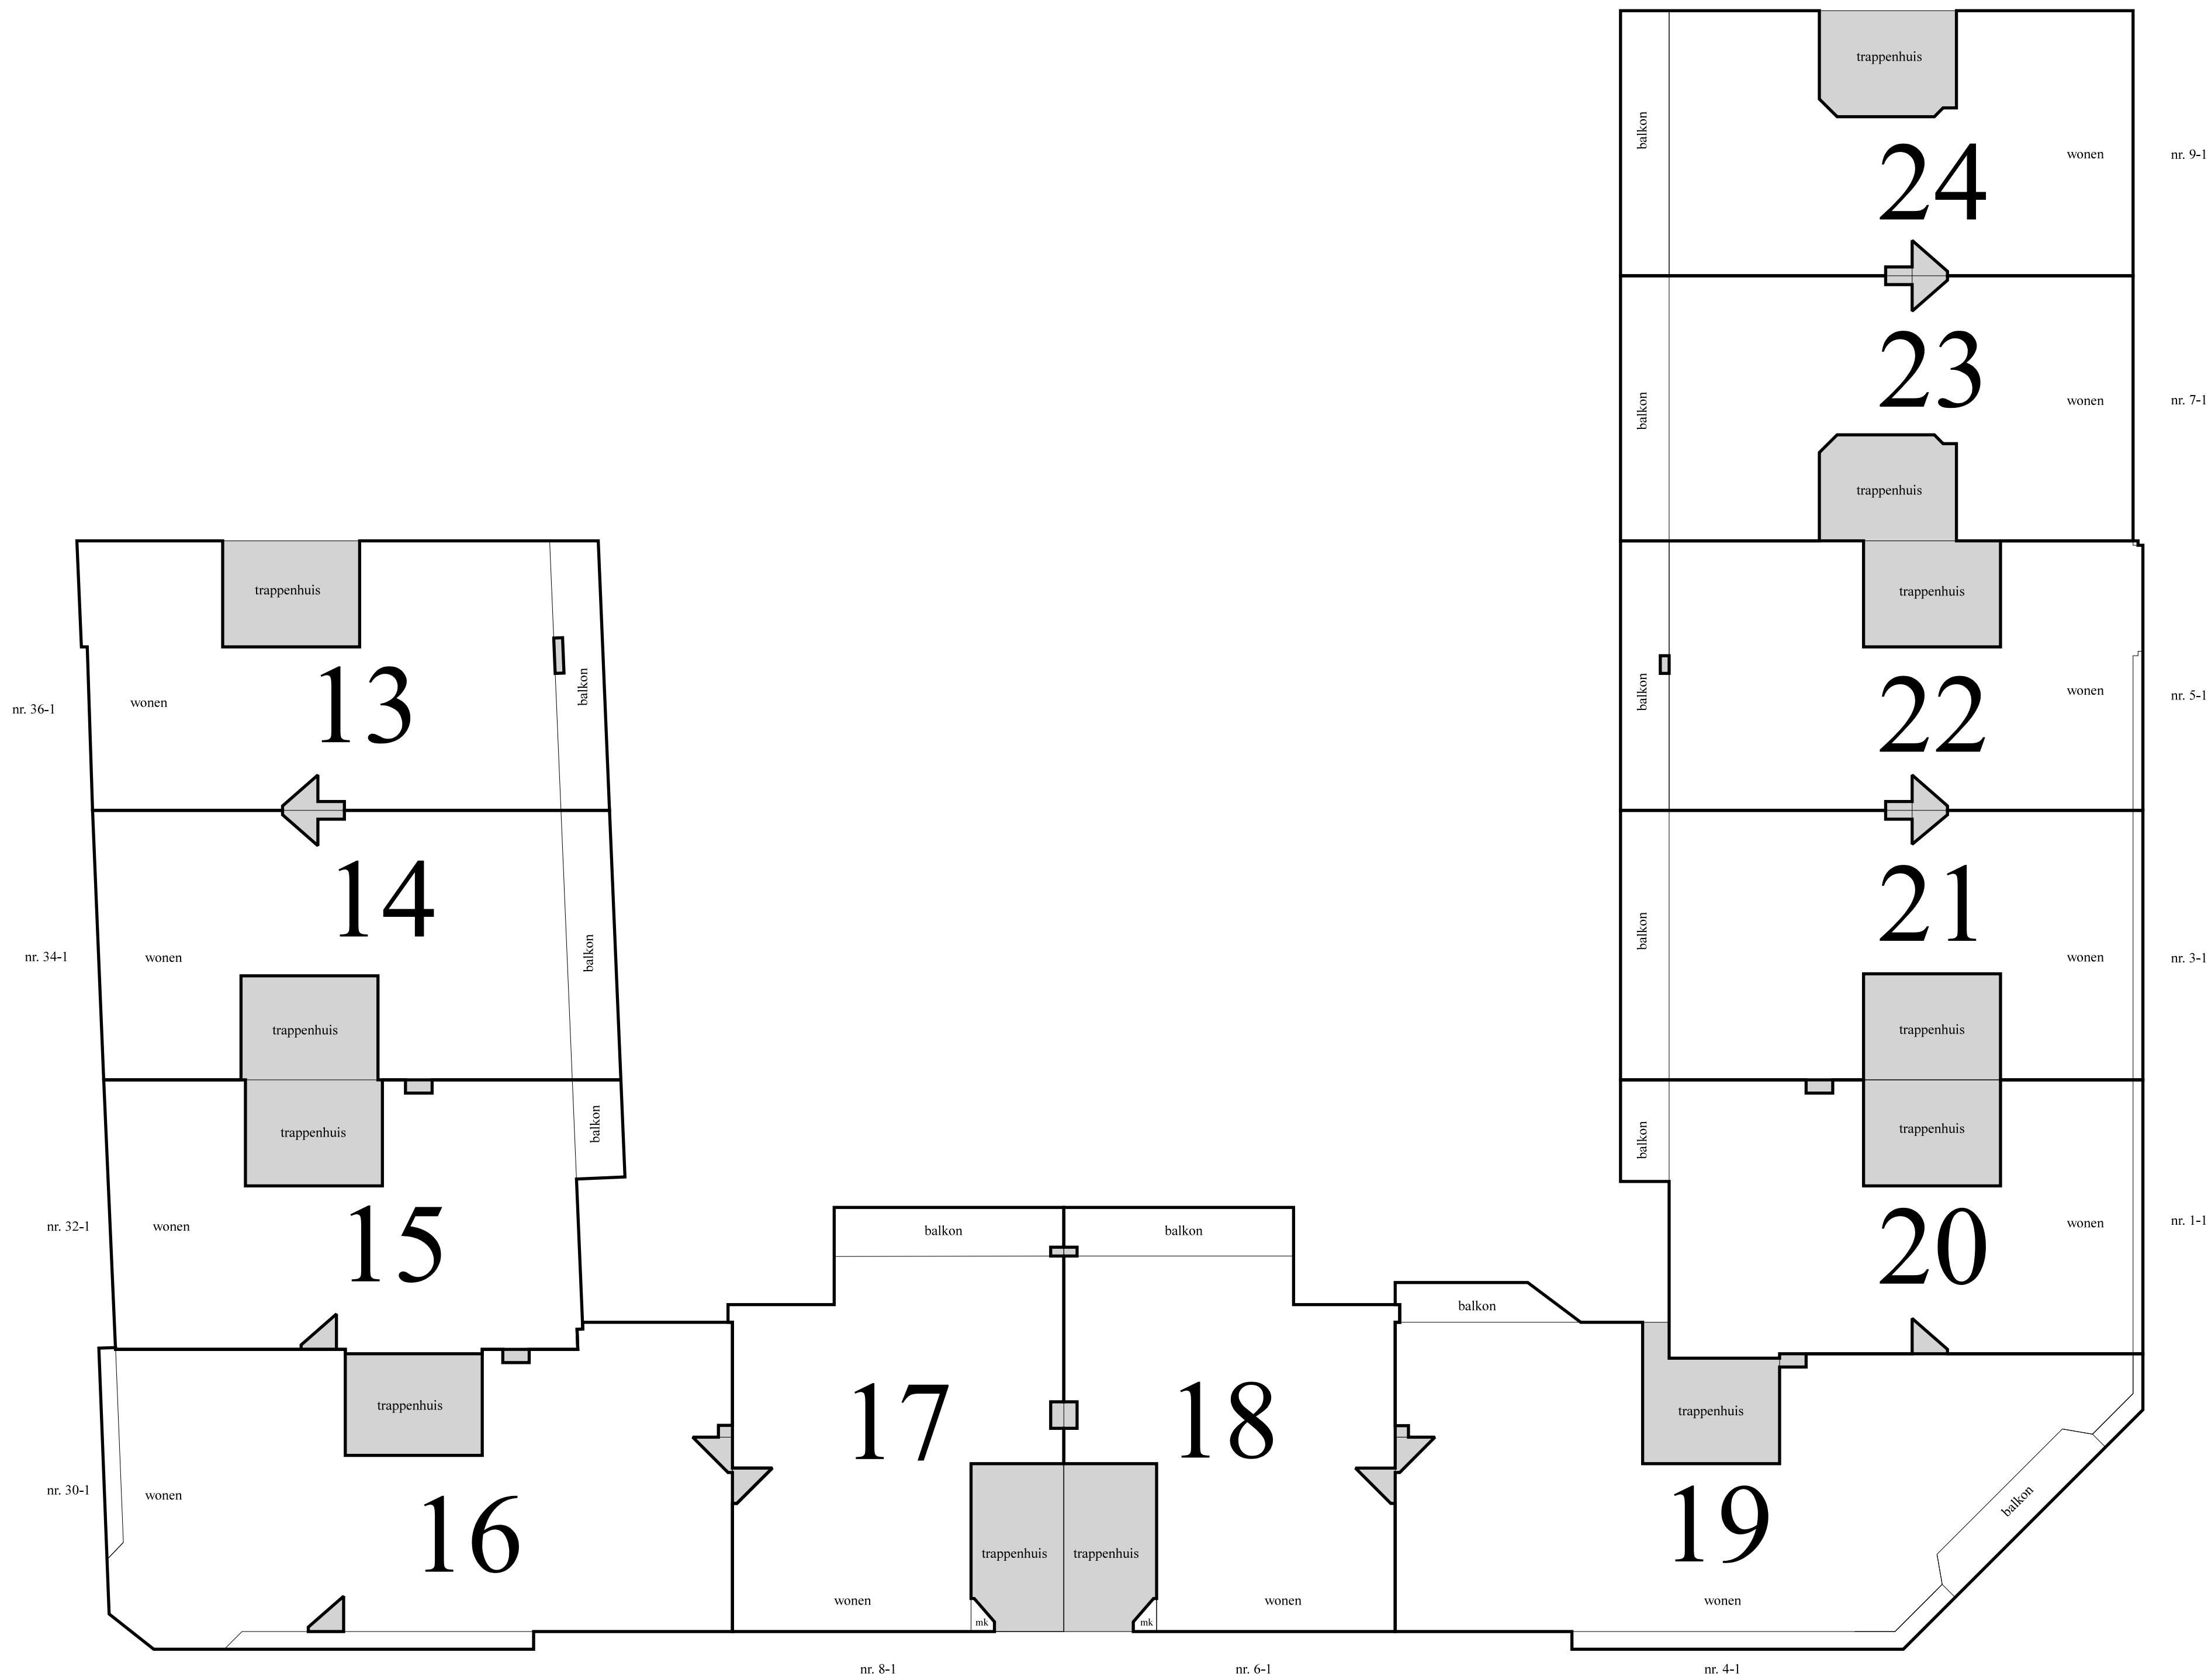 trappenhuis
balkon
24
wonen
nr. 9-1
balkon
23
wonen
nr. 7-1
trappenhuis
trappenhuis
balkon
22
wonen
nr. 5-1
balkon
21
wonen
nr. 3-1
trappenhuis
trappenhuis
balkon
20
wonen
nr. 1-1
trappenhuis
nr. 36-1
wonen
13
balkon
14
nr. 34-1
wonen
balkon
trappenhuis
trappenhuis
balkon
nr. 32-1
wonen
15
trappenhuis
nr. 30-1
wonen
16
balkon
17
trappenhuis
wonen
mk
nr. 8-1
balkon
18
trappenhuis
wonen
mk
nr. 6-1
balkon
trappenhuis
19
balkon
wonen
nr. 4-1